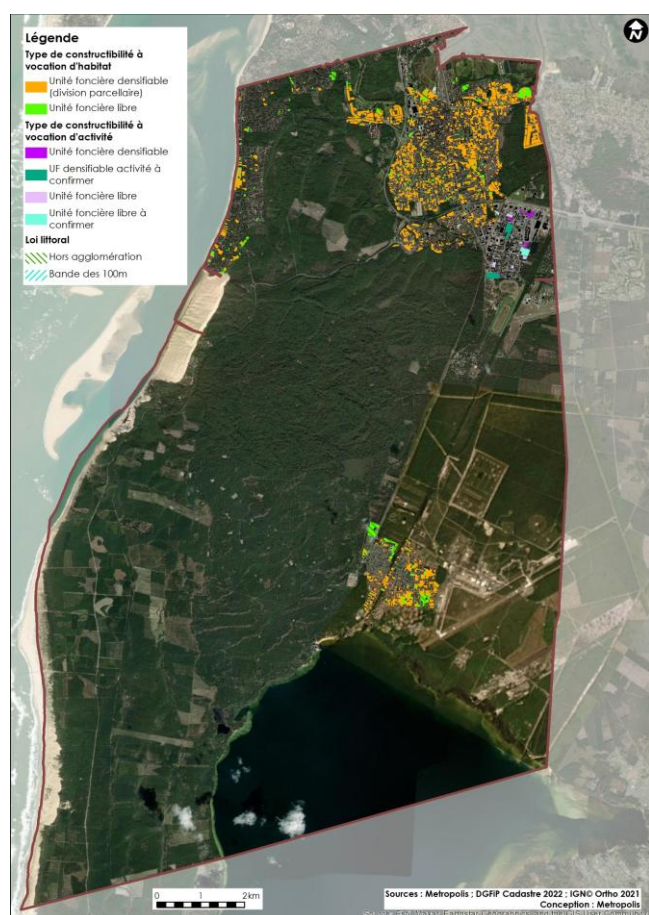 N
Légende
Type de constructibilité à
vocation d'habitat
Unité foncière densifiable
(division parcellaire)
Unité foncière libre
Type de constructibilité à
vocation d'activité
Unité foncière densifiable
UF densifiable activité à
confirmer
Unité foncière libre
Unité foncière libre à
confirmer
Loi littoral
Hors agglomération
Bande des 100m
0 1 2 km
Sources : Metropolis ; DGFiP Cadastre 2022 ; IGN© Ortho 2021
Conception : Metropolis